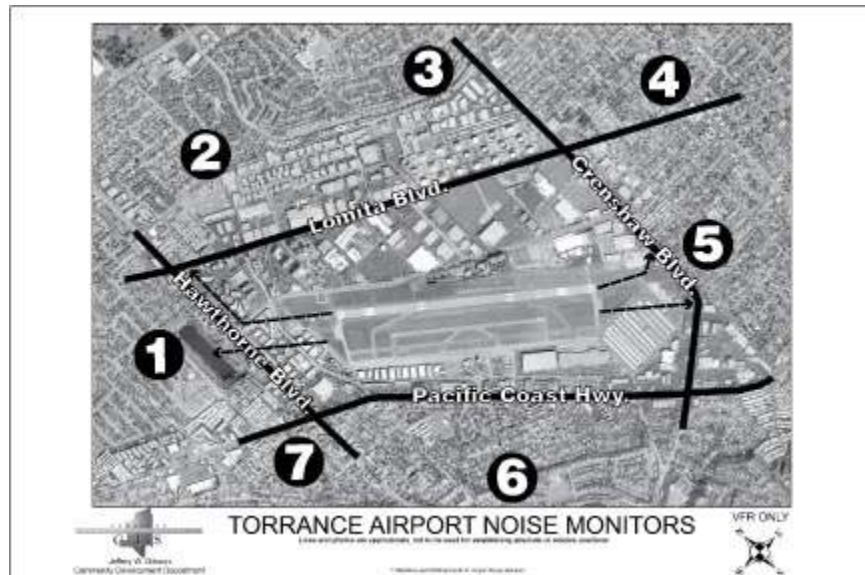 3
4
2
Lomita Blvd.
Crenshaw Blvd.
5
Hawthorne Blvd.
1
Pacific Coast Hwy.
7
6
TORRANCE AIRPORT NOISE MONITORS
VFR ONLY
GIS
Community Development Department